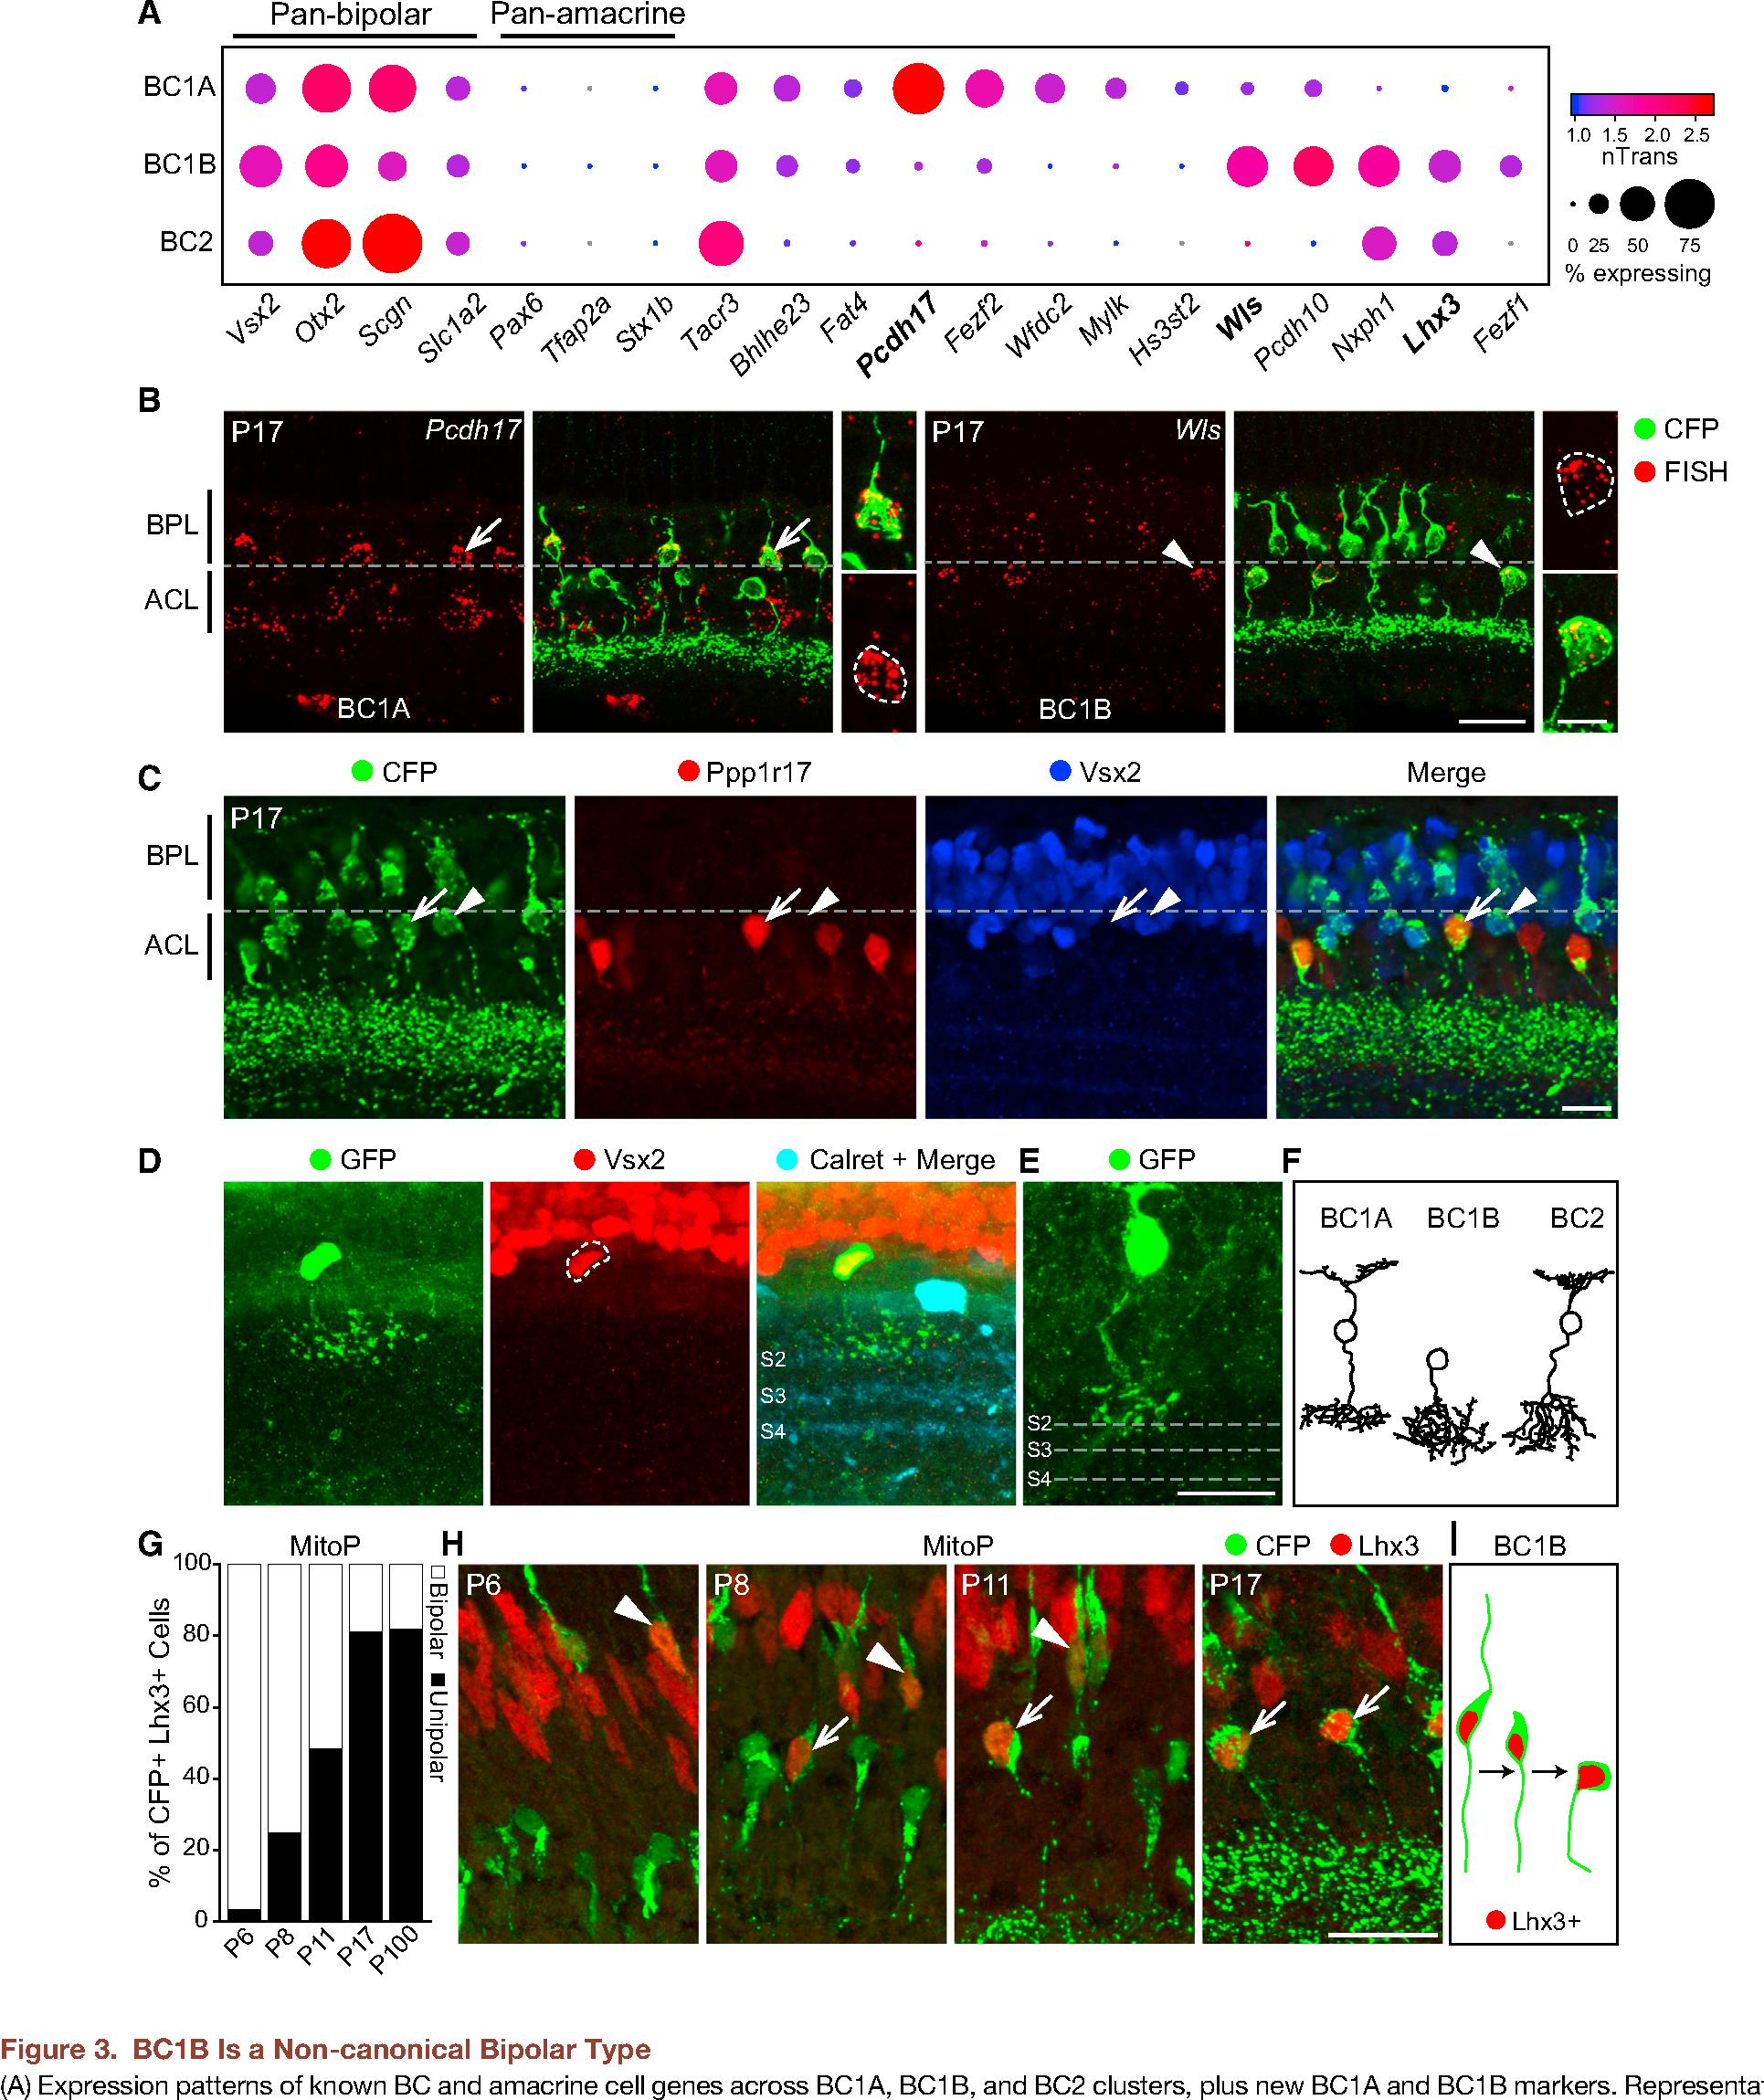 A
Pan-bipolar Pan-amacrine
BC1A
BC1B
BC2
1.0 1.5 2.0 2.5
nTrans
0 25 50 75
% expressing
Vsx2 Otx2 Scgn Slc1a2 Pax6 Tfap2a Stx1b Tacr3 Bhlhe23 Fat4 Pcdh17 Fezf2 Wfdc2 Mylk Hs3st2 Wls Pcdh10 Nxph1 Lhx3 Fezf1
B
P17 Pcdh17 P17 Wls
CFP
FISH
BPL
ACL
BC1A BC1B
C
CFP Ppp1r17 Vsx2 Merge
P17
BPL
ACL
D GFP Vsx2 Calret + Merge E GFP F
BC1A BC1B BC2
S2
S3
S4
S2
S3
S4
G MitoP
100
80
60
40
20
0
% of CFP+ Lhx3+ Cells
P6 P8 P11 P17 P100
Bipolar Unipolar
H MitoP CFP Lhx3
P6 P8 P11 P17
I BC1B
Lhx3+
Figure 3. BC1B Is a Non-canonical Bipolar Type
(A) Expression patterns of known BC and amacrine cell genes across BC1A, BC1B, and BC2 clusters, plus new BC1A and BC1B markers. Representa